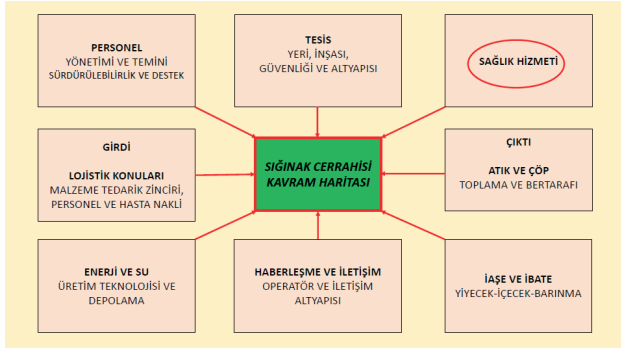 PERSONEL
YÖNETİMİ VE TEMİNİ
SÜRDÜRÜLEBİLİRLİK VE DESTEK
TESİS
YERİ, İNŞASI,
GÜVENLİĞİ VE ALTYAPISI
SAĞLIK HİZMETİ
GİRDİ
LOJİSTİK KONULARI
MALZEME TEDARİK ZİNCİRİ,
PERSONEL VE HASTA NAKLİ
SIĞINAK CERRAHİSİ
KAVRAM HARİTASI
ÇIKTI
ATIK VE ÇÖP
TOPLAMA VE BERTARAFI
ENERJİ VE SU
ÜRETİM TEKNOLOJİSİ VE
DEPOLAMA
HABERLEŞME VE İLETİŞİM
OPERATÖR VE İLETİŞİM
ALTYAPISI
İAŞE VE İBATE
YİYECEK-İÇECEK-BARINMA